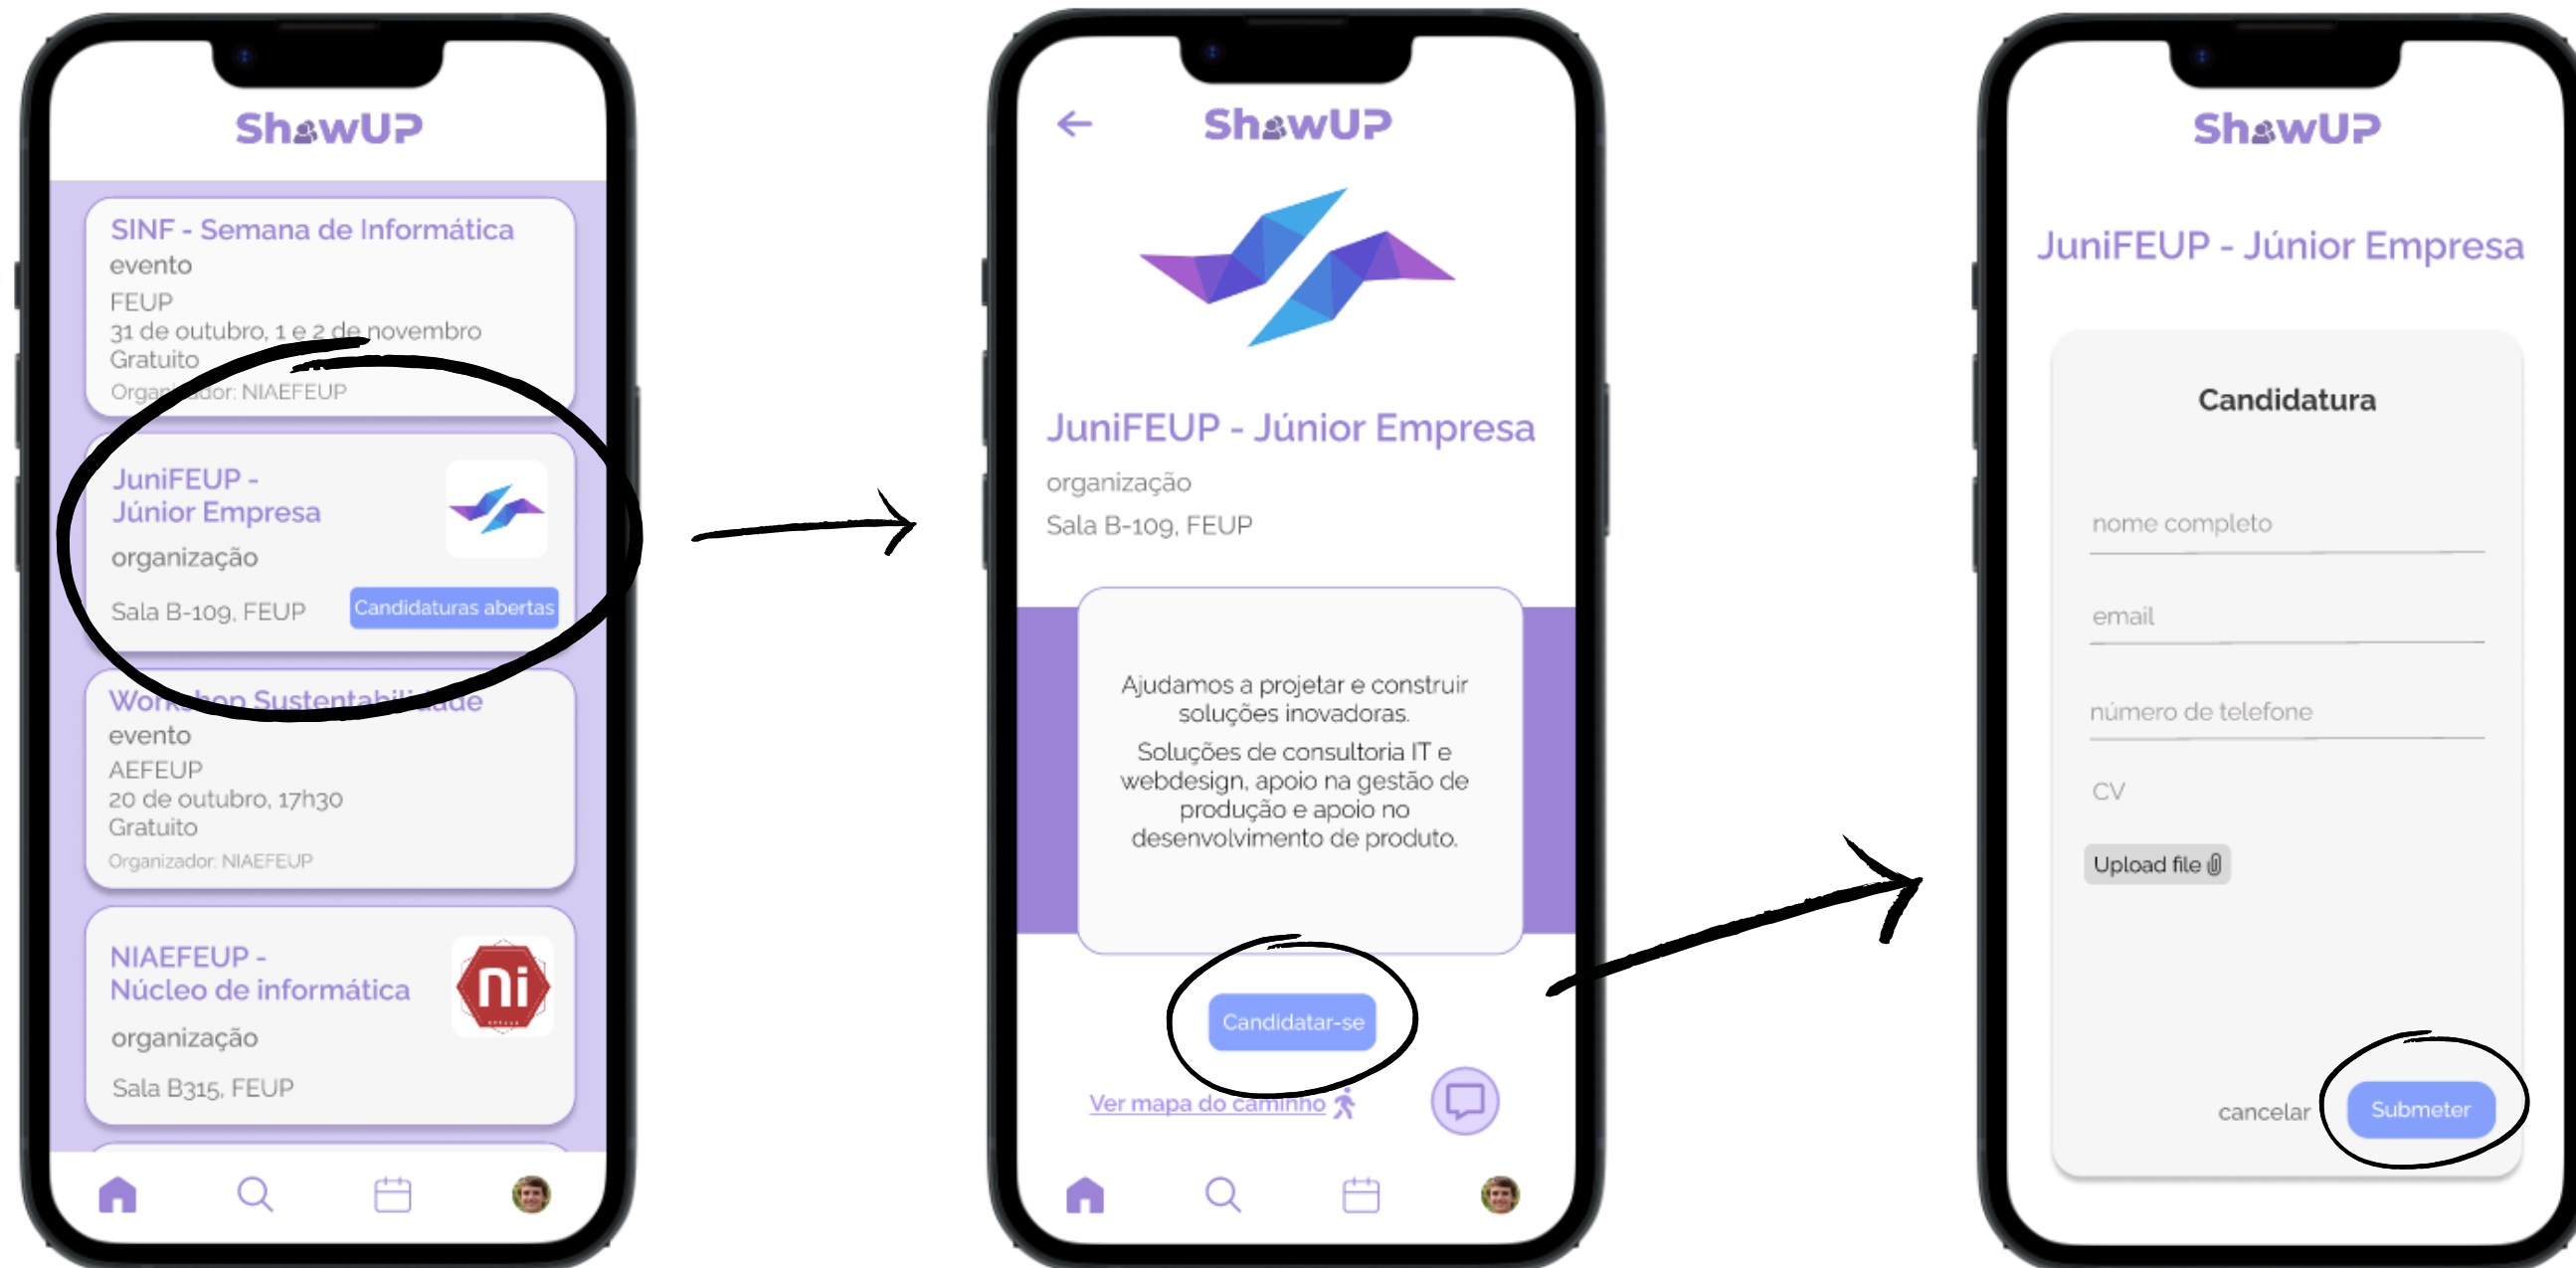 ShowUP
SINF - Semana de Informática
evento
FEUP
31 de outubro, 1 e 2 de novembro
Gratuito
Organizador: NIAEFEUP
JuniFEUP -
Júnior Empresa
organização
Sala B-109, FEUP
Candidaturas abertas
Workshop Sustentabilidade
evento
AEFEUP
20 de outubro, 17h30
Gratuito
Organizador: NIAEFEUP
NIAEFEUP -
Núcleo de informática
ni
organização
Sala B315, FEUP
ShowUP
JuniFEUP - Júnior Empresa
organização
Sala B-109, FEUP
Ajudamos a projetar e construir
soluções inovadoras.
Soluções de consultoria IT e
webdesign, apoio na gestão de
produção e apoio no
desenvolvimento de produto.
Candidatar-se
Ver mapa do caminho
ShowUP
JuniFEUP - Júnior Empresa
Candidatura
nome completo
email
número de telefone
CV
Upload file
cancelar
Submeter